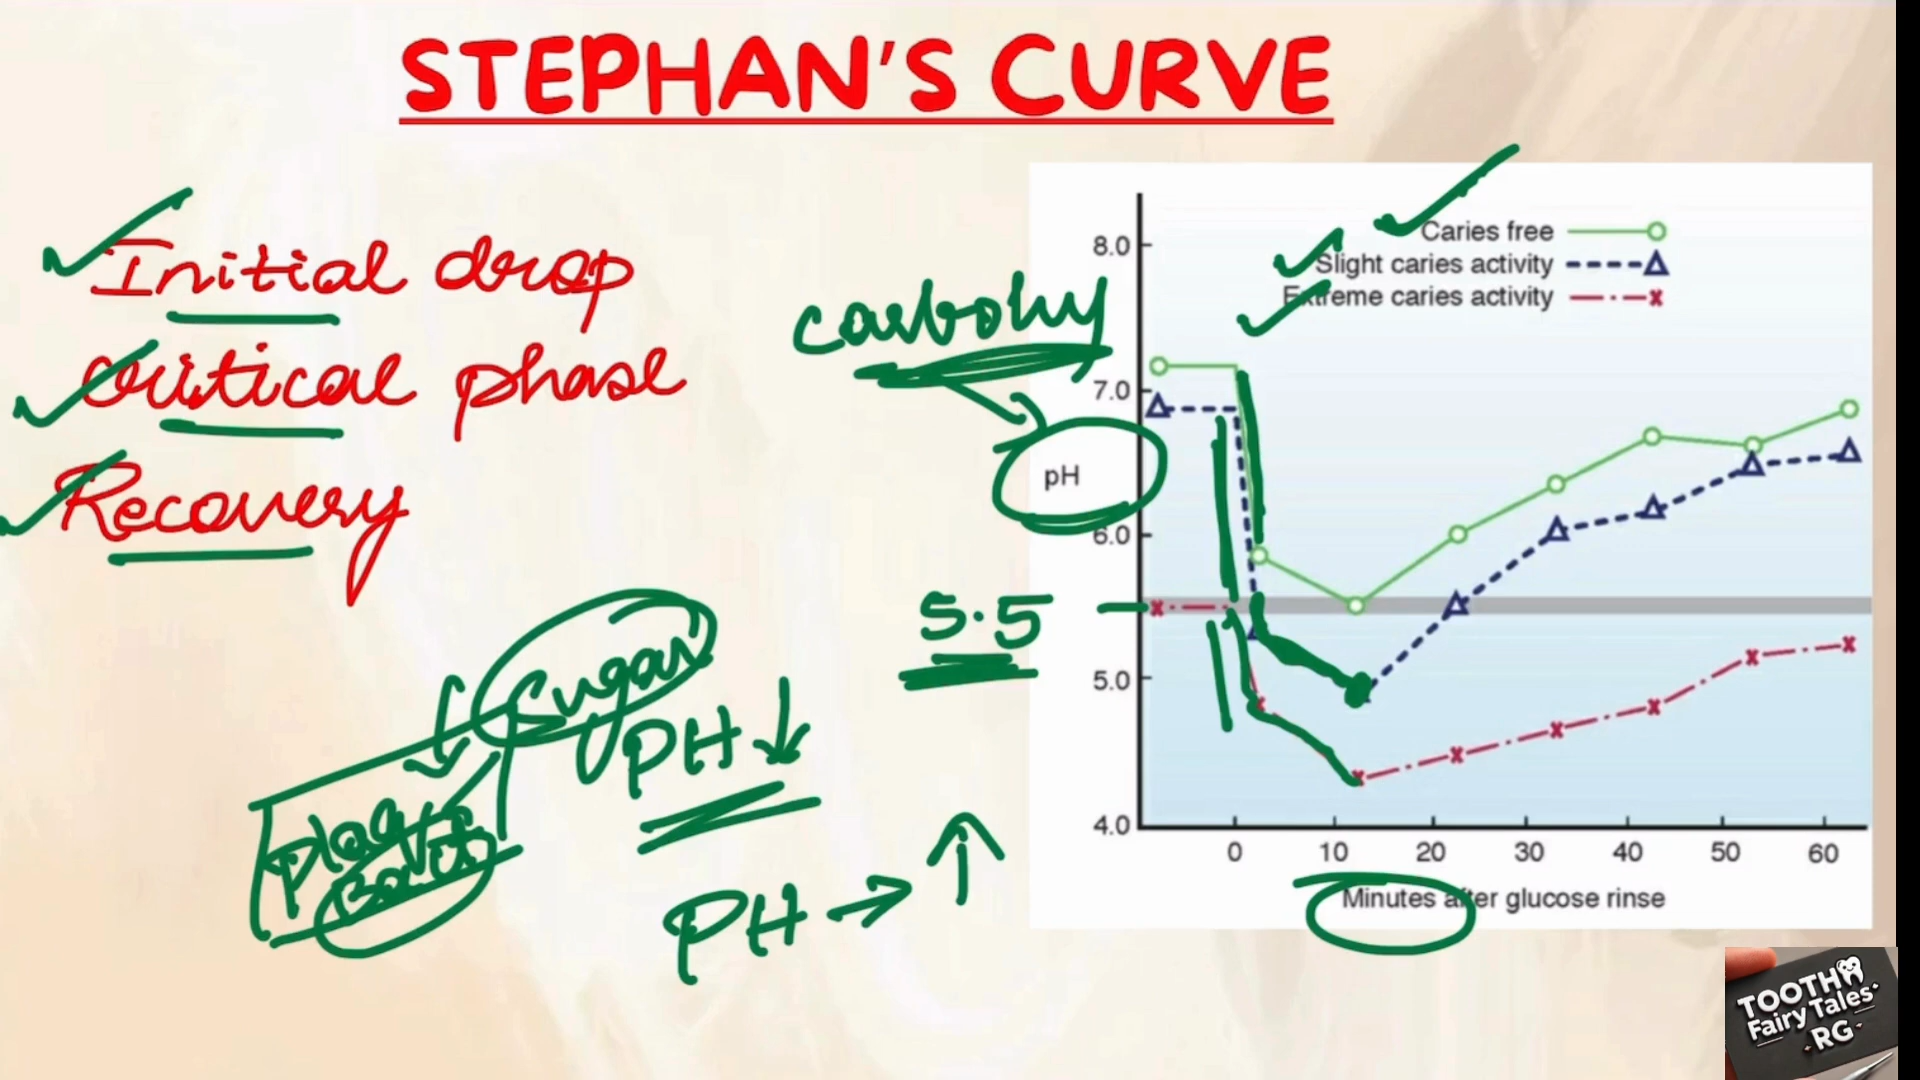 STEPHAN'S CURVE
Initial drop
Critical phase
Recovery
carbohy
Sugar
PH ↓
PH → ↑
5.5
Caries free
Slight caries activity
Extreme caries activity
8.0
7.0
pH
6.0
5.0
4.0
0 10 20 30 40 50 60
Minutes after glucose rinse
TOOTH
Fairy Tales
RG